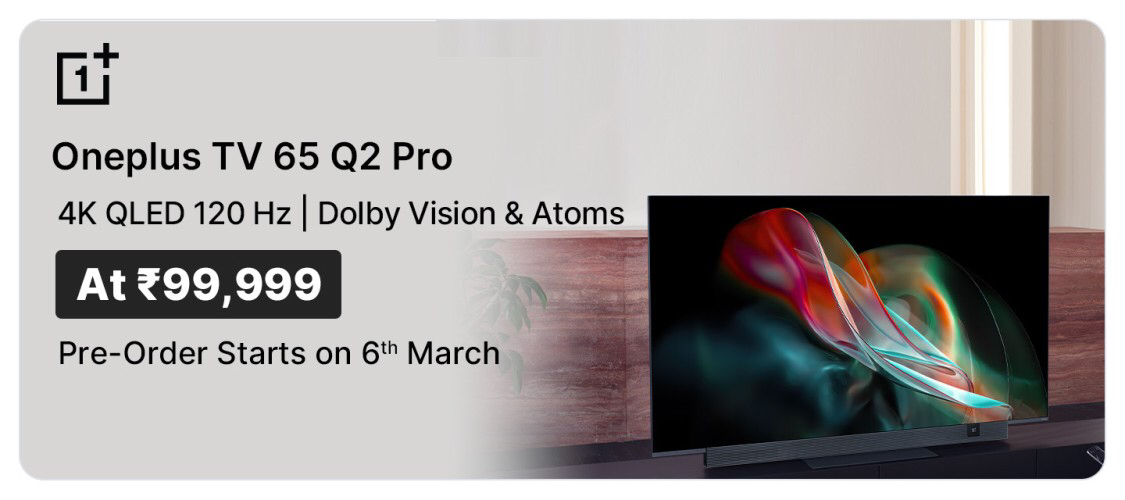 1+
Oneplus TV 65 Q2 Pro
4K QLED 120 Hz | Dolby Vision & Atoms
At ₹99,999
Pre-Order Starts on 6th March